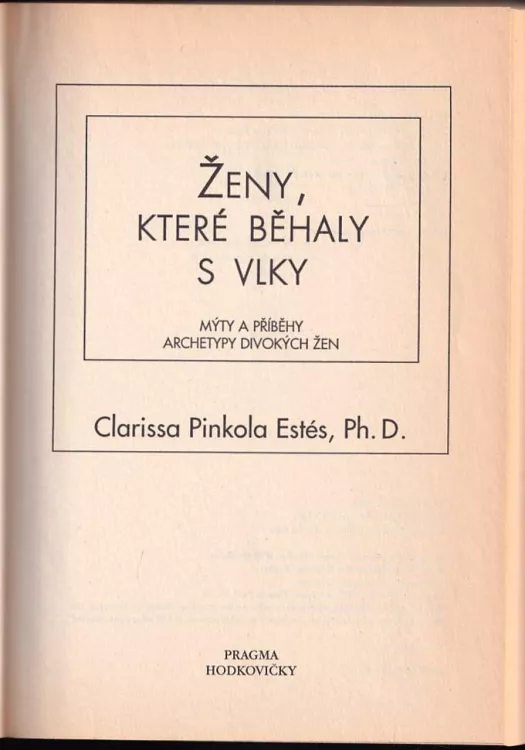 ŽENY,
KTERÉ BĚHALY
S VLKY
MÝTY A PŘÍBĚHY
ARCHETYPY DIVOKÝCH ŽEN
Clarissa Pinkola Estés, Ph. D.
PRAGMA
HODKOVIČKY